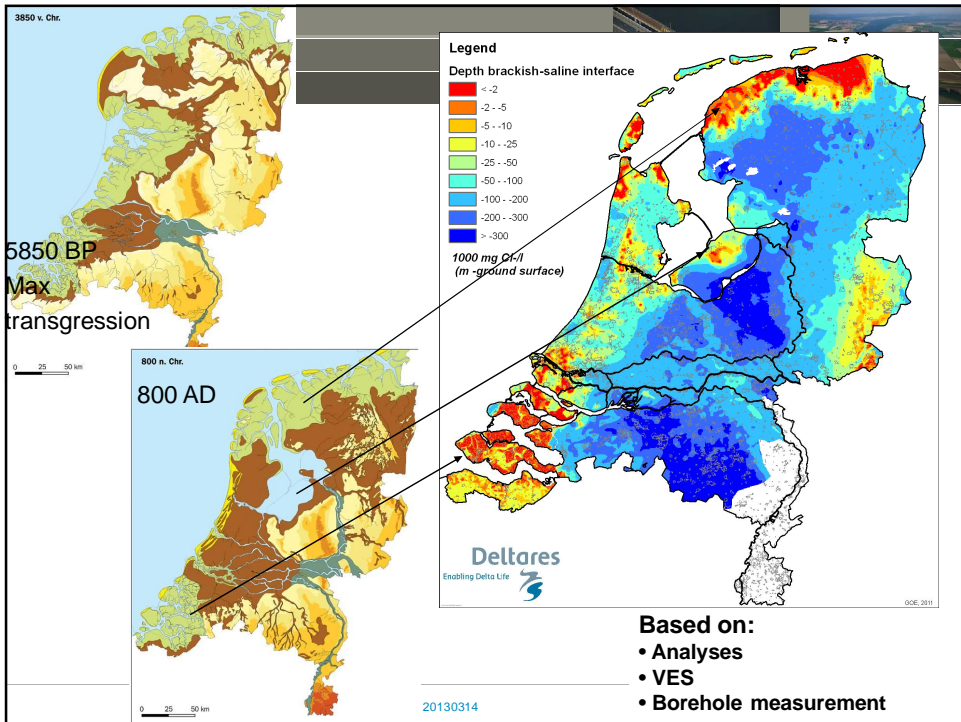 3850 v. Chr.
5850 BP
Max
transgression
0 25 50 km
800 n. Chr.
800 AD
0 25 50 km
Legend
Depth brackish-saline interface
< -2
-2 - -5
-5 - -10
-10 - -25
-25 - -50
-50 - -100
-100 - -200
-200 - -300
> -300
1000 mg Cl-/l
(m -ground surface)
Deltares
Enabling Delta Life
GOE, 2011
Based on:
• Analyses
• VES
• Borehole measurement
20130314